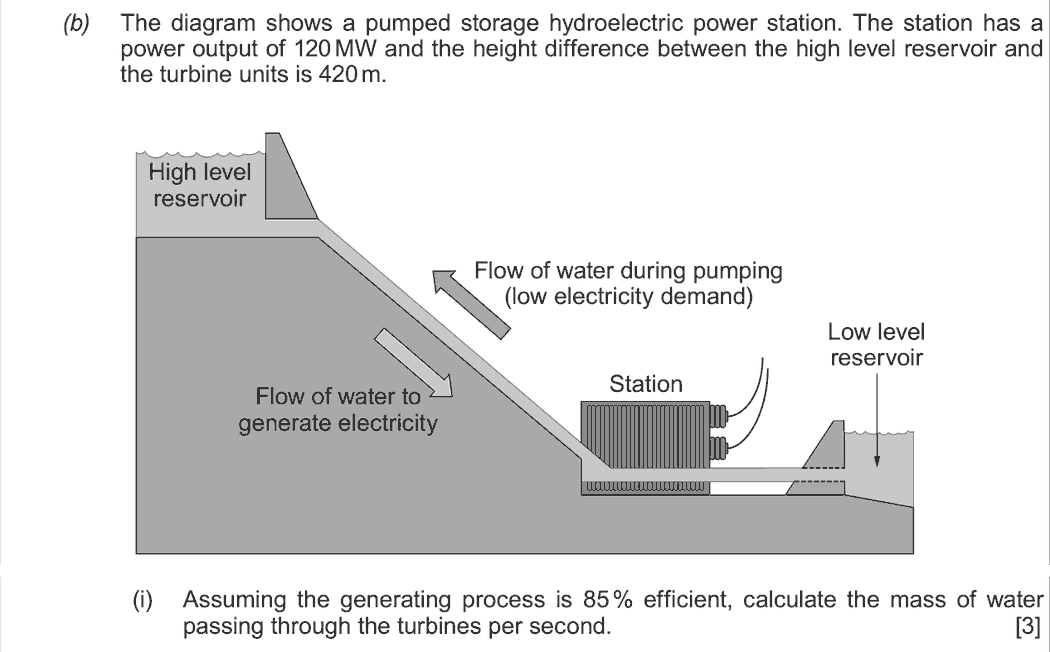 (b) The diagram shows a pumped storage hydroelectric power station. The station has a
power output of 120 MW and the height difference between the high level reservoir and
the turbine units is 420 m.
High level
reservoir
Flow of water during pumping
(low electricity demand)
Low level
reservoir
Station
Flow of water to
generate electricity
(i) Assuming the generating process is 85% efficient, calculate the mass of water
passing through the turbines per second. [3]